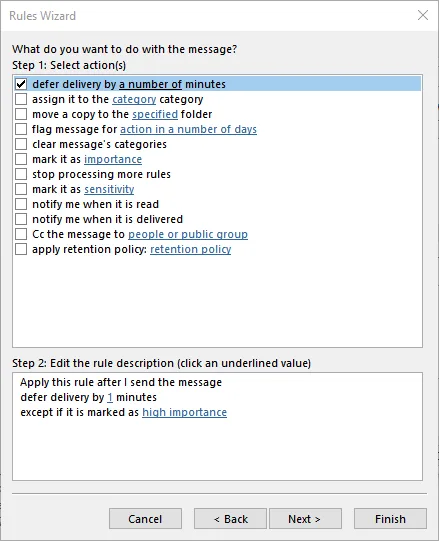 Rules Wizard
What do you want to do with the message?
Step 1: Select action(s)
defer delivery by a number of minutes
assign it to the category category
move a copy to the specified folder
flag message for action in a number of days
clear message's categories
mark it as importance
stop processing more rules
mark it as sensitivity
notify me when it is read
notify me when it is delivered
Cc the message to people or public group
apply retention policy: retention policy
Step 2: Edit the rule description (click an underlined value)
Apply this rule after I send the message
defer delivery by 1 minutes
except if it is marked as high importance
Cancel
< Back
Next >
Finish